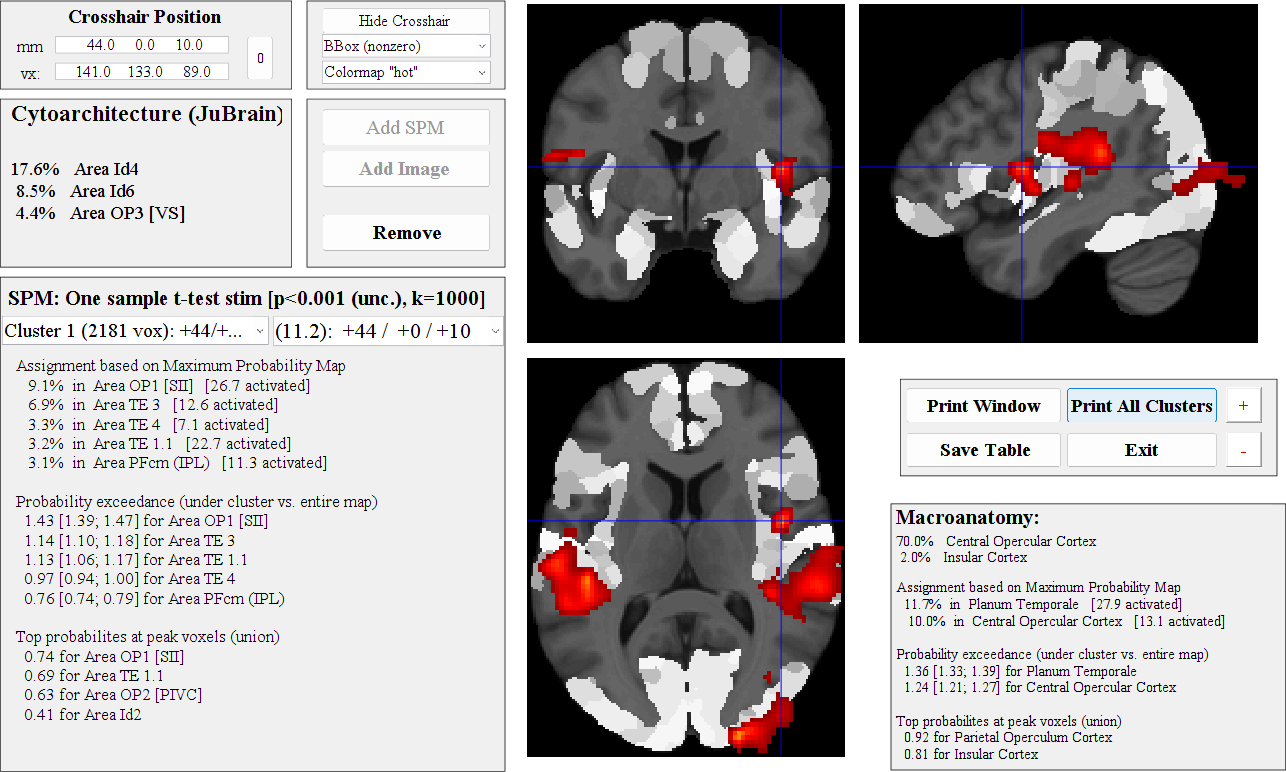 Crosshair Position
mm 44.0 0.0 10.0
vx: 141.0 133.0 89.0
0
Hide Crosshair
BBox (nonzero)
Colormap "hot"
Cytoarchitecture (JuBrain)
17.6% Area Id4
8.5% Area Id6
4.4% Area OP3 [VS]
Add SPM
Add Image
Remove
SPM: One sample t-test stim [p<0.001 (unc.), k=1000]
Cluster 1 (2181 vox): +44/+... (11.2): +44 / +0 / +10
Assignment based on Maximum Probability Map
9.1% in Area OP1 [SII] [26.7 activated]
6.9% in Area TE 3 [12.6 activated]
3.3% in Area TE 4 [7.1 activated]
3.2% in Area TE 1.1 [22.7 activated]
3.1% in Area PFcm (IPL) [11.3 activated]
Probability exceedance (under cluster vs. entire map)
1.43 [1.39; 1.47] for Area OP1 [SII]
1.14 [1.10; 1.18] for Area TE 3
1.13 [1.06; 1.17] for Area TE 1.1
0.97 [0.94; 1.00] for Area TE 4
0.76 [0.74; 0.79] for Area PFcm (IPL)
Top probabilites at peak voxels (union)
0.74 for Area OP1 [SII]
0.69 for Area TE 1.1
0.63 for Area OP2 [PIVC]
0.41 for Area Id2
Print Window Print All Clusters +
Save Table Exit -
Macroanatomy:
70.0% Central Opercular Cortex
2.0% Insular Cortex
Assignment based on Maximum Probability Map
11.7% in Planum Temporale [27.9 activated]
10.0% in Central Opercular Cortex [13.1 activated]
Probability exceedance (under cluster vs. entire map)
1.36 [1.33; 1.39] for Planum Temporale
1.24 [1.21; 1.27] for Central Opercular Cortex
Top probabilites at peak voxels (union)
0.92 for Parietal Operculum Cortex
0.81 for Insular Cortex